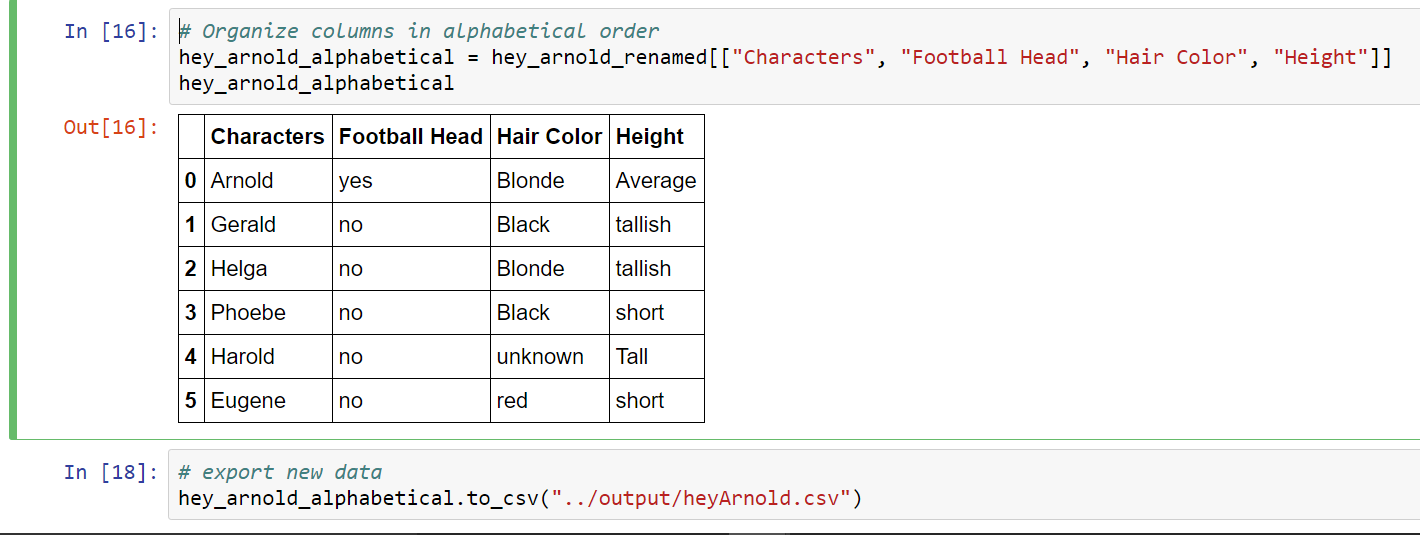 In [16]: # Organize columns in alphabetical order
hey_arnold_alphabetical = hey_arnold_renamed[["Characters", "Football Head", "Hair Color", "Height"]]
hey_arnold_alphabetical
Out[16]:
Characters Football Head Hair Color Height
0 Arnold yes Blonde Average
1 Gerald no Black tallish
2 Helga no Blonde tallish
3 Phoebe no Black short
4 Harold no unknown Tall
5 Eugene no red short
In [18]: # export new data
hey_arnold_alphabetical.to_csv("../output/heyArnold.csv")